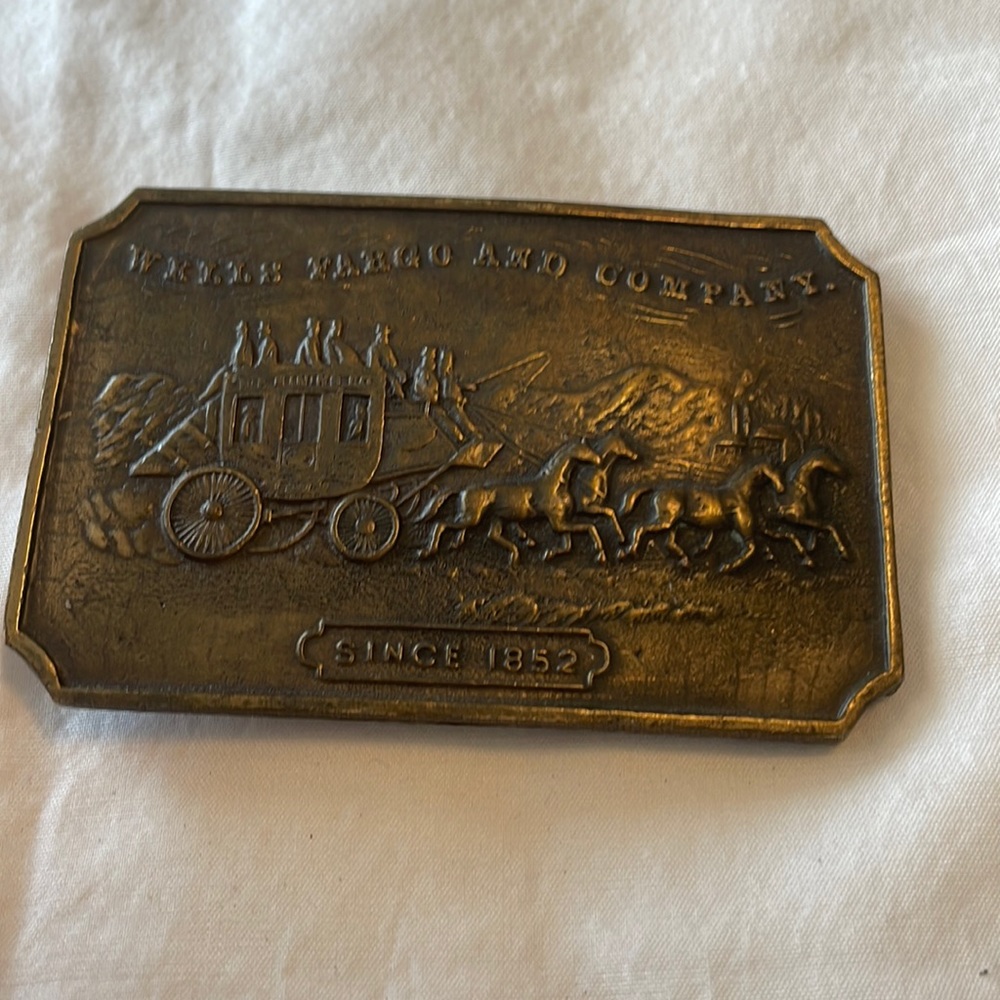 WELLS FARGO AND COMPANY.
SINCE 1852